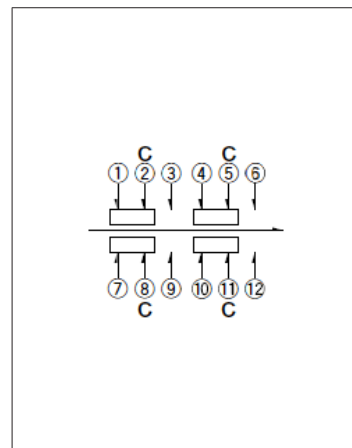 C C
① ② ③ ④ ⑤ ⑥
⑦ ⑧ ⑨ ⑩ ⑪ ⑫
C C